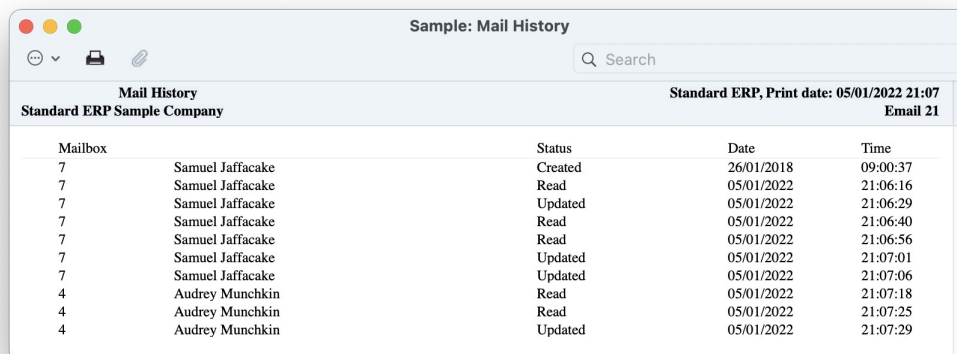 Sample: Mail History
Search
Mail History Standard ERP, Print date: 05/01/2022 21:07
Standard ERP Sample Company Email 21
Mailbox Status Date Time
7 Samuel Jaffacake Created 26/01/2018 09:00:37
7 Samuel Jaffacake Read 05/01/2022 21:06:16
7 Samuel Jaffacake Updated 05/01/2022 21:06:29
7 Samuel Jaffacake Read 05/01/2022 21:06:40
7 Samuel Jaffacake Read 05/01/2022 21:06:56
7 Samuel Jaffacake Updated 05/01/2022 21:07:01
7 Samuel Jaffacake Updated 05/01/2022 21:07:06
4 Audrey Munchkin Read 05/01/2022 21:07:18
4 Audrey Munchkin Read 05/01/2022 21:07:25
4 Audrey Munchkin Updated 05/01/2022 21:07:29